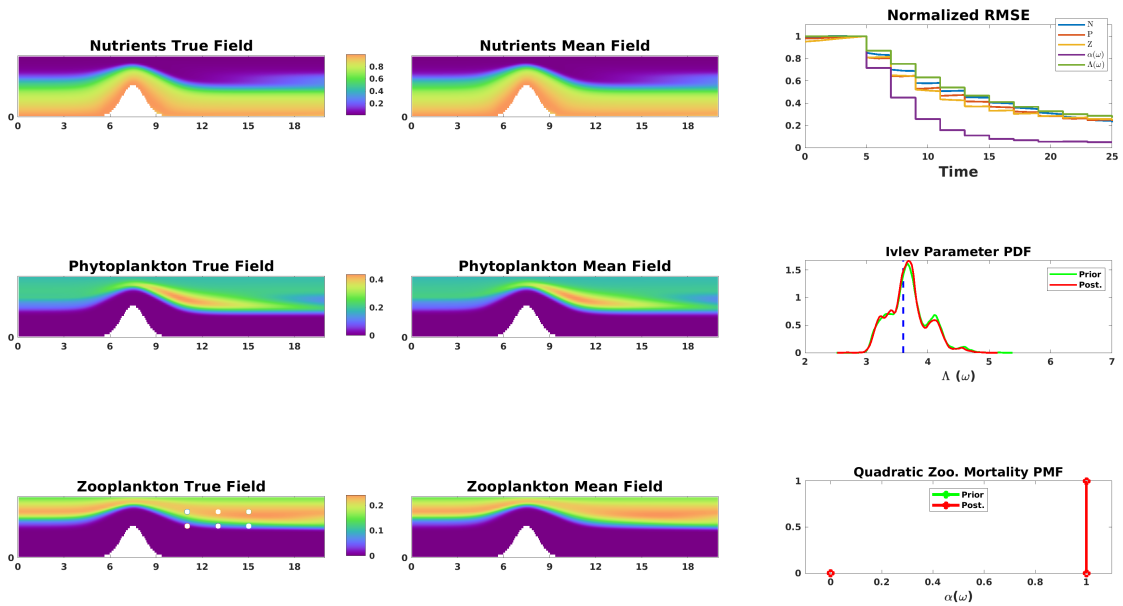 Nutrients True Field
0
0 3 6 9 12 15 18
0.8
0.6
0.4
0.2
Nutrients Mean Field
0 3 6 9 12 15 18
Normalized RMSE
N
P
Z
α(ω)
Λ(ω)
1
0.8
0.6
0.4
0.2
0
0 5 10 15 20 25
Time
Phytoplankton True Field
0
0 3 6 9 12 15 18
0.4
0.2
0
Phytoplankton Mean Field
0
0 3 6 9 12 15 18
Ivlev Parameter PDF
Prior
Post.
1.5
1
0.5
0
2 3 4 5 6 7
Λ (ω)
Zooplankton True Field
0
0 3 6 9 12 15 18
0.2
0.1
0
Zooplankton Mean Field
0
0 3 6 9 12 15 18
Quadratic Zoo. Mortality PMF
Prior
Post.
1
0.5
0
0 0.2 0.4 0.6 0.8 1
α(ω)